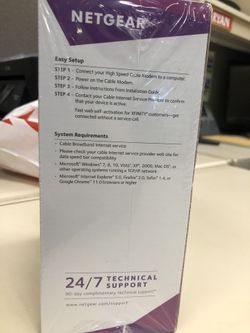 NETGEAR
Easy Setup
STEP 1 - Connect your High Speed Cable Modem to a computer.
STEP 2 - Power on the Cable Modem.
STEP 3 - Follow Instructions from Installation Guide.
STEP 4 - Contact your Cable Internet Service Provider to confirm
that your device is active.
Fast web self-activation for XFINITY customers—get
connected without a service call.
System Requirements
• Cable Broadband Internet service
• Please check your cable Internet service provider web site for
data speed tier compatibility
• Microsoft® Windows® 7, 8, 10, Vista®, XP®, 2000, Mac OS®, or
other operating systems running a TCP/IP network
• Microsoft® Internet Explorer® 5.0, Firefox® 2.0, Safari® 1.4, or
Google Chrome™ 11.0 browsers or higher
24/7 TECHNICAL
SUPPORT
90-day complimentary technical support
www.netgear.com/support